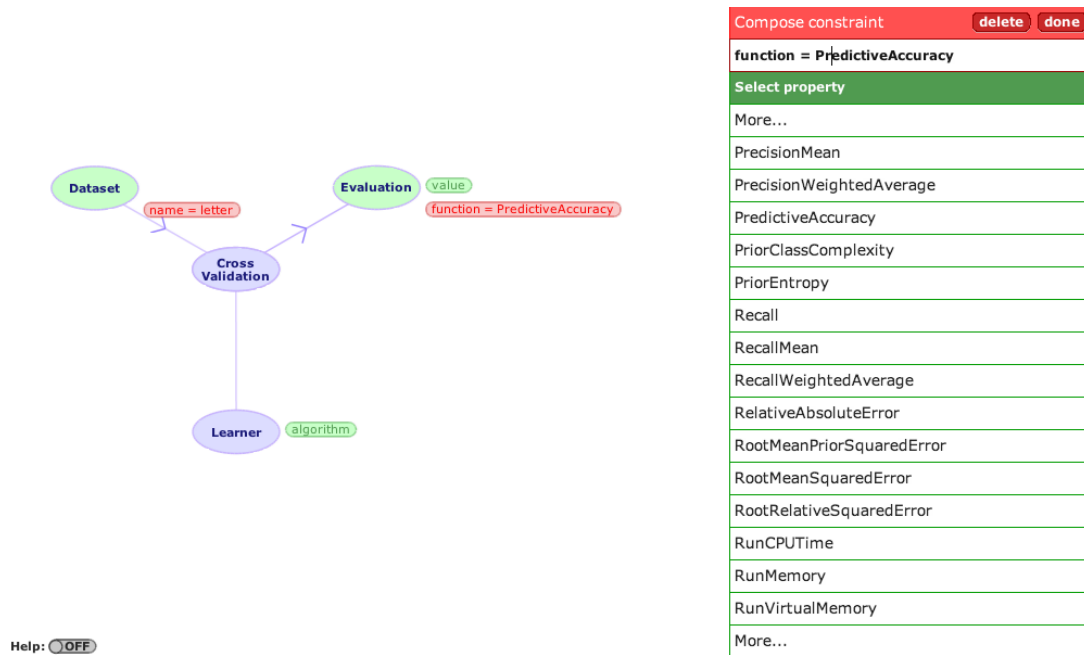 Dataset
name = letter
Evaluation
value
function = PredictiveAccuracy
Cross
Validation
Learner
algorithm
Help: OFF
Compose constraint delete done
function = PredictiveAccuracy
Select property
More...
PrecisionMean
PrecisionWeightedAverage
PredictiveAccuracy
PriorClassComplexity
PriorEntropy
Recall
RecallMean
RecallWeightedAverage
RelativeAbsoluteError
RootMeanPriorSquaredError
RootMeanSquaredError
RootRelativeSquaredError
RunCPUTime
RunMemory
RunVirtualMemory
More...